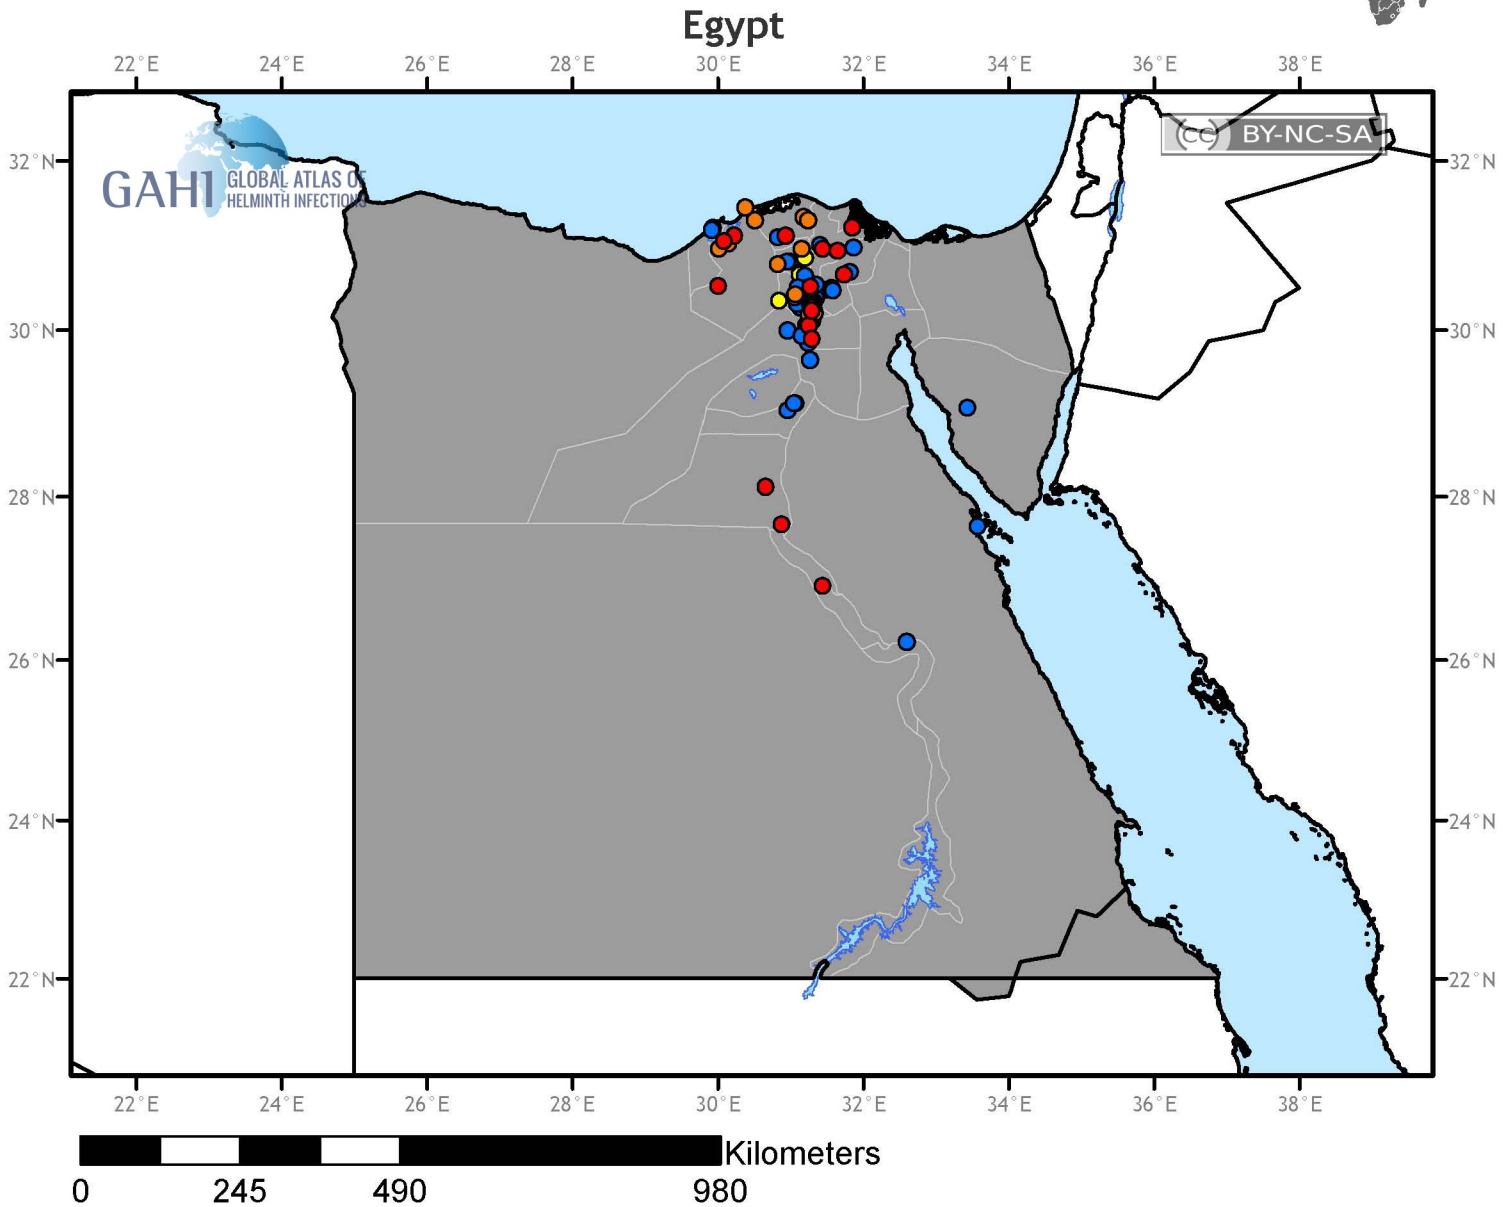 Egypt
22°E 24°E 26°E 28°E 30°E 32°E 34°E 36°E 38°E
32°N 32°N
30°N 30°N
28°N 28°N
26°N 26°N
24°N 24°N
22°N 22°N
(cc) BY-NC-SA
GAHI GLOBAL ATLAS OF
HELMINTH INFECTIONS
22°E 24°E 26°E 28°E 30°E 32°E 34°E 36°E 38°E
Kilometers
0 245 490 980